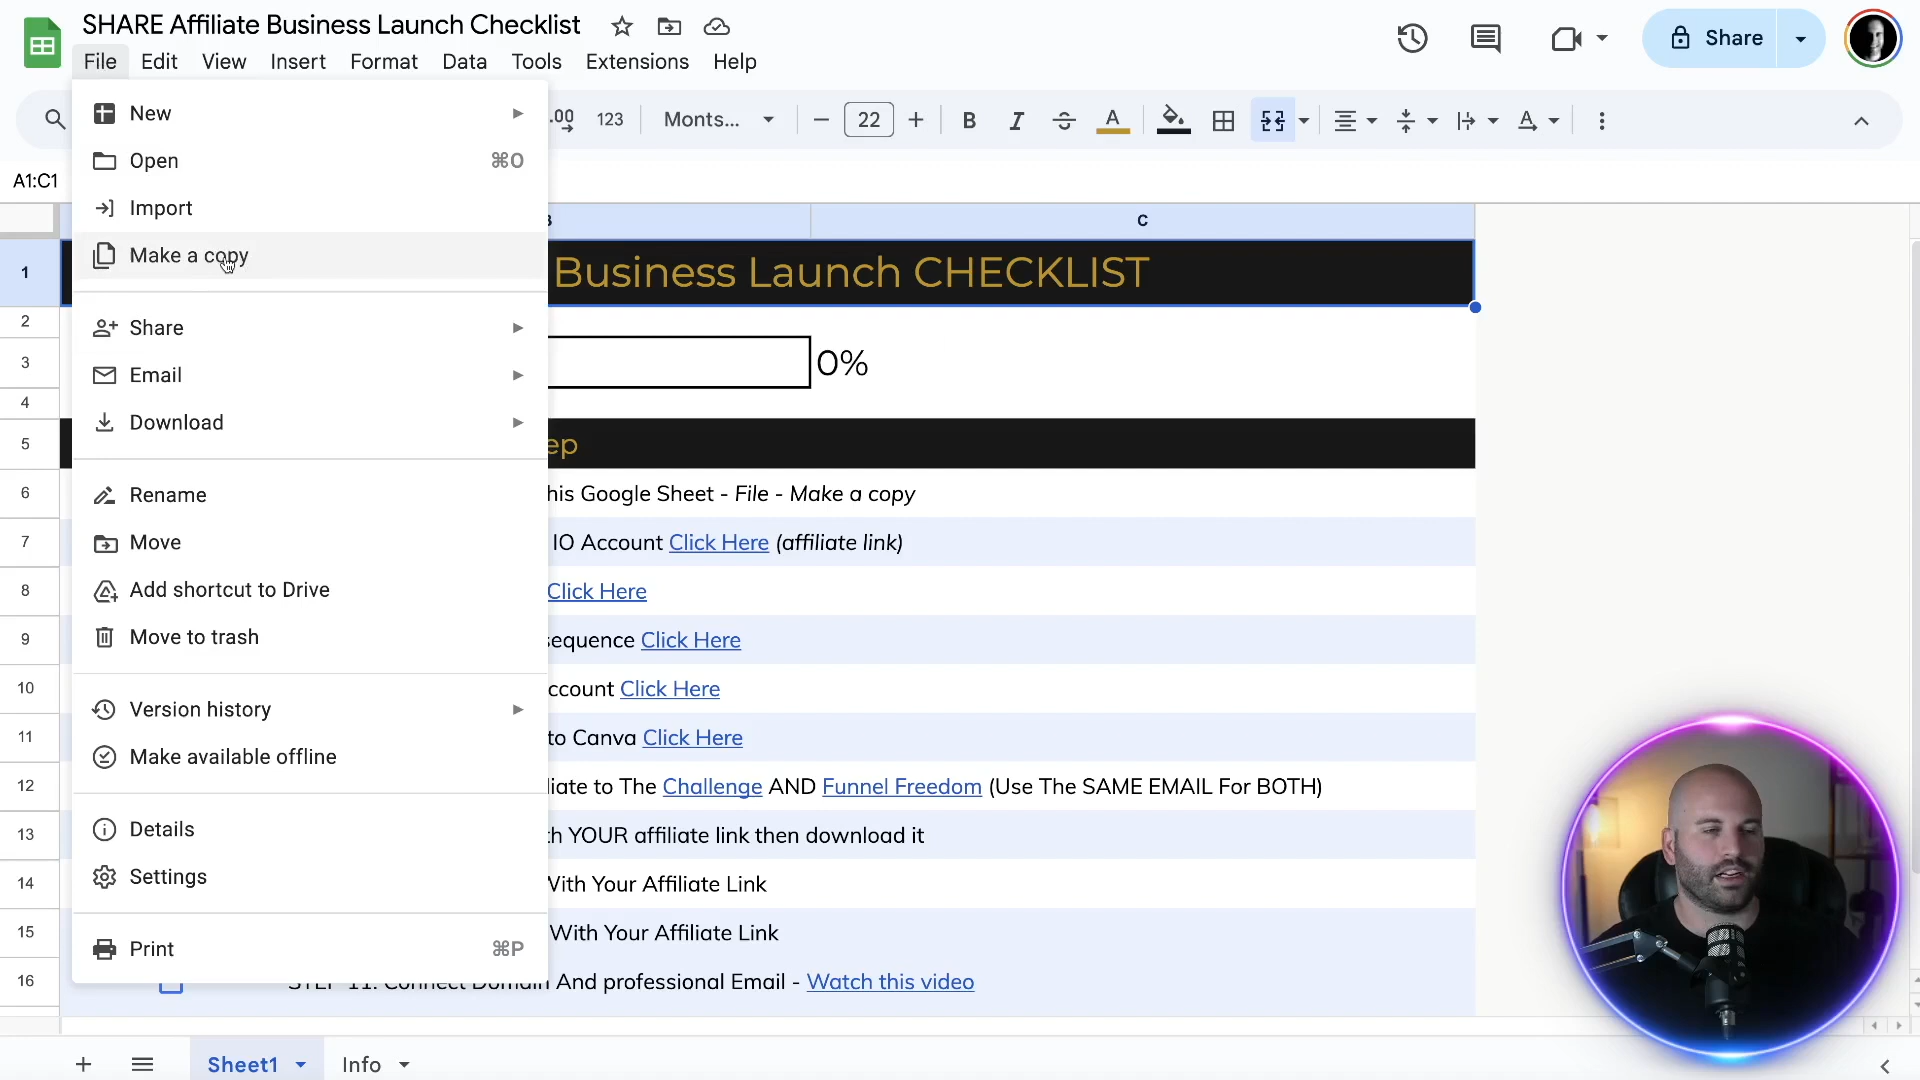 SHARE Affiliate Business Launch Checklist
Share
File Edit View Insert Format Data Tools Extensions Help
.00 123 Monts... 22 B I A
A1:C1
New
Open ⌘O
Import
Make a copy
Share
Email
Download
Rename
Move
Add shortcut to Drive
Move to trash
Version history
Make available offline
Details
Settings
Print ⌘P
C
1 Business Launch CHECKLIST
2
3 0%
4
5 ep
6 his Google Sheet - File - Make a copy
7 IO Account Click Here (affiliate link)
8 Click Here
9 sequence Click Here
10 ccount Click Here
11 to Canva Click Here
12 liate to The Challenge AND Funnel Freedom (Use The SAME EMAIL For BOTH)
13 YOUR affiliate link then download it
14 With Your Affiliate Link
15 With Your Affiliate Link
16 STEP 11: Connect Domain And professional Email - Watch this video
Sheet1 Info